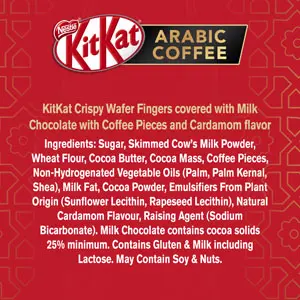 Nestlé
KitKat
ARABIC
COFFEE
KitKat Crispy Wafer Fingers covered with Milk
Chocolate with Coffee Pieces and Cardamom flavor
Ingredients: Sugar, Skimmed Cow's Milk Powder,
Wheat Flour, Cocoa Butter, Cocoa Mass, Coffee Pieces,
Non-Hydrogenated Vegetable Oils (Palm, Palm Kernal,
Shea), Milk Fat, Cocoa Powder, Emulsifiers From Plant
Origin (Sunflower Lecithin, Rapeseed Lecithin), Natural
Cardamom Flavour, Raising Agent (Sodium
Bicarbonate). Milk Chocolate contains cocoa solids
25% minimum. Contains Gluten & Milk including
Lactose. May Contain Soy & Nuts.